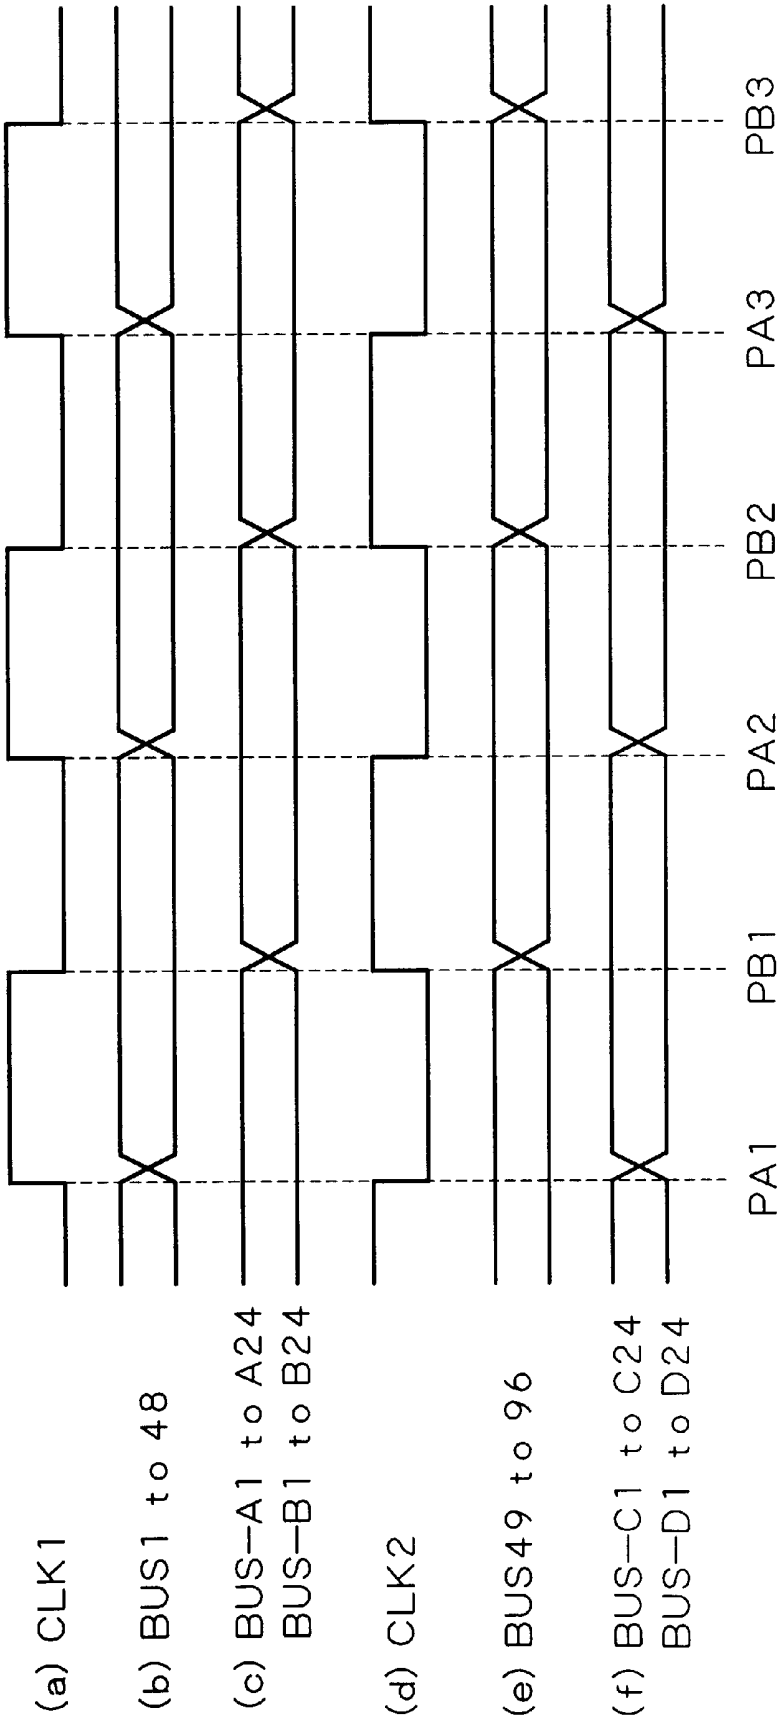 (a) CLK1
(b) BUS1 to 48
(c) BUS-A1 to A24
BUS-B1 to B24
(d) CLK2
(e) BUS49 to 96
(f) BUS-C1 to C24
BUS-D1 to D24
PA1 PB1 PA2 PB2 PA3 PB3